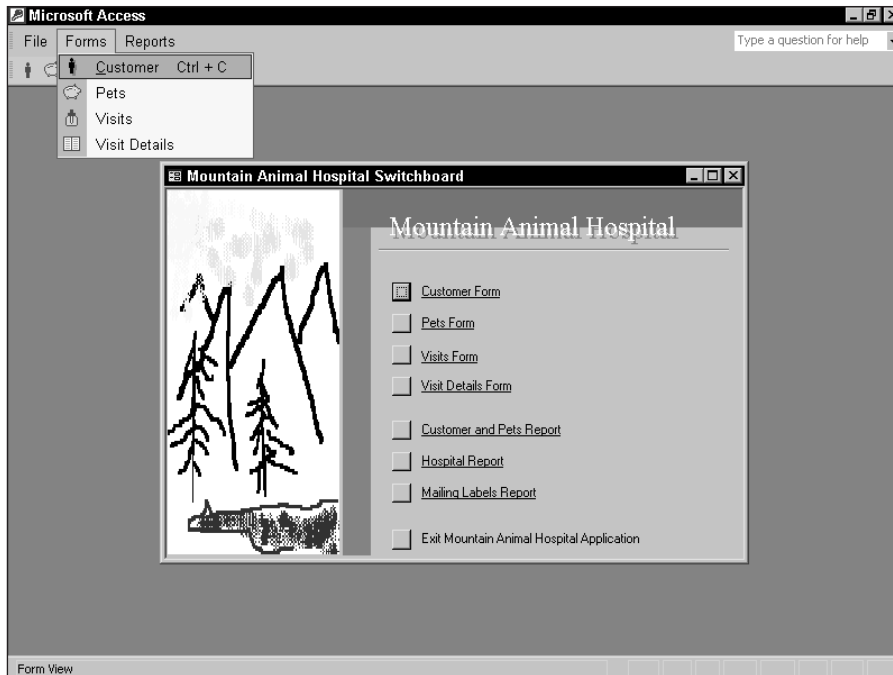 Microsoft Access
File Forms Reports
Type a question for help
Customer Ctrl + C
Pets
Visits
Visit Details
Mountain Animal Hospital Switchboard
Mountain Animal Hospital
Customer Form
Pets Form
Visits Form
Visit Details Form
Customer and Pets Report
Hospital Report
Mailing Labels Report
Exit Mountain Animal Hospital Application
Form View